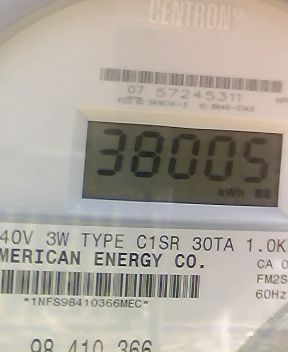 CENTRON®
07 57245311
38005
kWh
40V 3W TYPE C1SR 30TA 1.0K
MERICAN ENERGY CO.
CA 0
FM2S
*1NFS98410366MEC*
60Hz
98 410 366